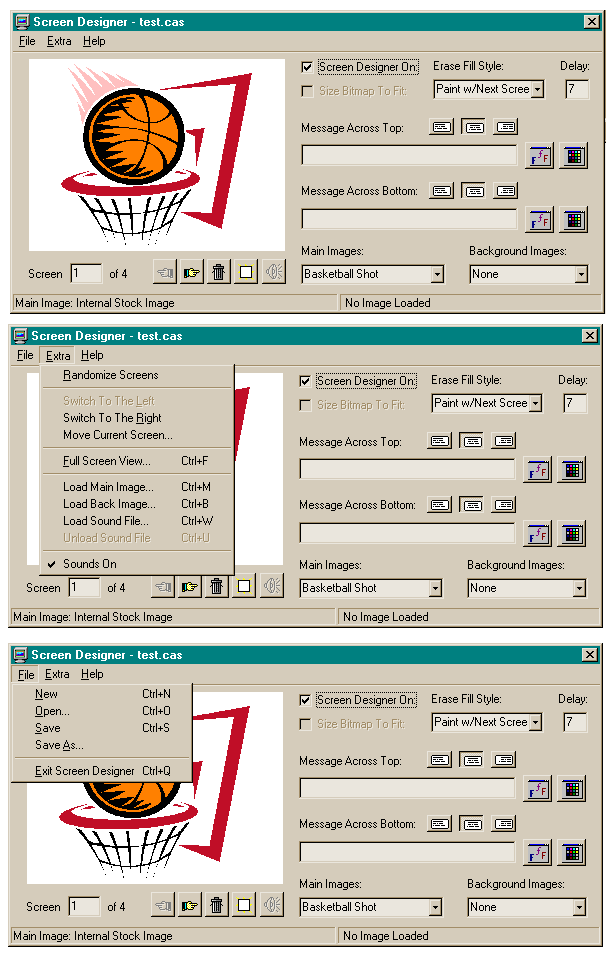 Screen Designer - test.cas
File Extra Help
Screen Designer On: Erase Fill Style: Delay:
Size Bitmap To Fit: Paint w/Next Scree 7
Message Across Top:
F f F
Message Across Bottom:
F f F
Main Images: Background Images:
Screen 1 of 4 Basketball Shot None
Main Image: Internal Stock Image No Image Loaded
Screen Designer - test.cas
File Extra Help
Randomize Screens
Switch To The Left
Switch To The Right
Move Current Screen...
Full Screen View... Ctrl+F
Load Main Image... Ctrl+M
Load Back Image... Ctrl+B
Load Sound File... Ctrl+W
Unload Sound File Ctrl+U
Sounds On
Screen Designer On: Erase Fill Style: Delay:
Size Bitmap To Fit: Paint w/Next Scree 7
Message Across Top:
F f F
Message Across Bottom:
F f F
Main Images: Background Images:
Screen 1 of 4 Basketball Shot None
Main Image: Internal Stock Image No Image Loaded
Screen Designer - test.cas
File Extra Help
New Ctrl+N
Open... Ctrl+O
Save Ctrl+S
Save As...
Exit Screen Designer Ctrl+Q
Screen Designer On: Erase Fill Style: Delay:
Size Bitmap To Fit: Paint w/Next Scree 7
Message Across Top:
F f F
Message Across Bottom:
F f F
Main Images: Background Images:
Screen 1 of 4 Basketball Shot None
Main Image: Internal Stock Image No Image Loaded